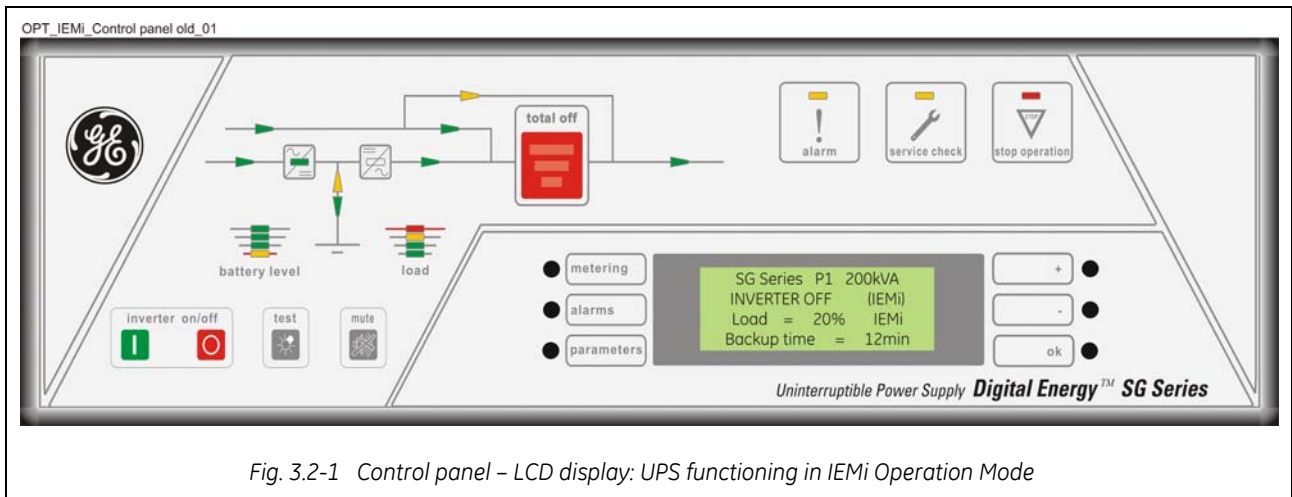 OPT_IEMi_Control panel old_01
GE
total off
alarm
service check
STOP
stop operation
battery level
load
inverter on/off
I O
test
mute
metering
alarms
parameters
SG Series P1 200kVA
INVERTER OFF (IEMi)
Load = 20% IEMi
Backup time = 12min
+
-
ok
Uninterruptible Power Supply Digital Energy™ SG Series
Fig. 3.2-1 Control panel – LCD display: UPS functioning in IEMi Operation Mode